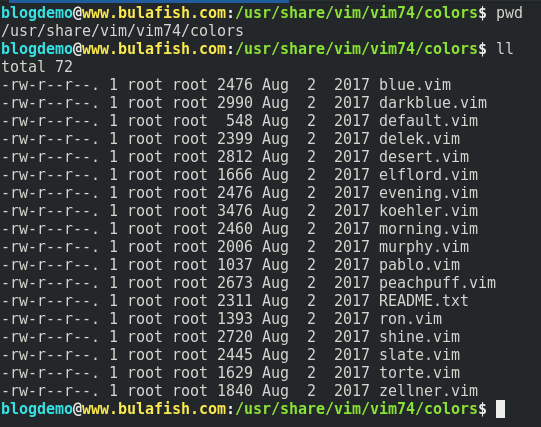 blogdemo@www.bulafish.com:/usr/share/vim/vim74/colors$ pwd
/usr/share/vim/vim74/colors
blogdemo@www.bulafish.com:/usr/share/vim/vim74/colors$ ll
total 72
-rw-r--r--. 1 root root 2476 Aug  2  2017 blue.vim
-rw-r--r--. 1 root root 2990 Aug  2  2017 darkblue.vim
-rw-r--r--. 1 root root  548 Aug  2  2017 default.vim
-rw-r--r--. 1 root root 2399 Aug  2  2017 delek.vim
-rw-r--r--. 1 root root 2812 Aug  2  2017 desert.vim
-rw-r--r--. 1 root root 1666 Aug  2  2017 elflord.vim
-rw-r--r--. 1 root root 2476 Aug  2  2017 evening.vim
-rw-r--r--. 1 root root 3476 Aug  2  2017 koehler.vim
-rw-r--r--. 1 root root 2460 Aug  2  2017 morning.vim
-rw-r--r--. 1 root root 2006 Aug  2  2017 murphy.vim
-rw-r--r--. 1 root root 1037 Aug  2  2017 pablo.vim
-rw-r--r--. 1 root root 2673 Aug  2  2017 peachpuff.vim
-rw-r--r--. 1 root root 2311 Aug  2  2017 README.txt
-rw-r--r--. 1 root root 1393 Aug  2  2017 ron.vim
-rw-r--r--. 1 root root 2720 Aug  2  2017 shine.vim
-rw-r--r--. 1 root root 2445 Aug  2  2017 slate.vim
-rw-r--r--. 1 root root 1629 Aug  2  2017 torte.vim
-rw-r--r--. 1 root root 1840 Aug  2  2017 zellner.vim
blogdemo@www.bulafish.com:/usr/share/vim/vim74/colors$